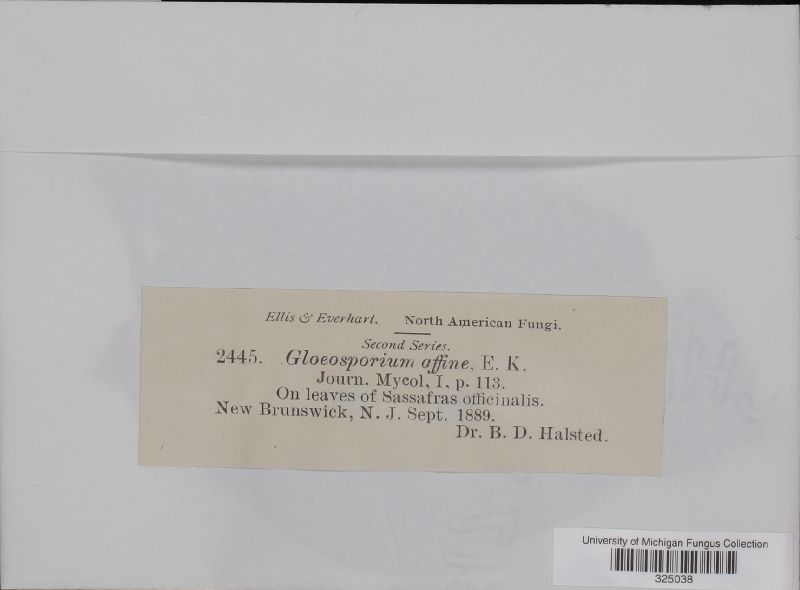 Ellis & Everhart. North American Fungi.
Second Series.
2445. Gloeosporium affine, E. K.
Journ. Mycol, I, p. 113.
On leaves of Sassafras officinalis.
New Brunswick, N. J. Sept. 1889.
Dr. B. D. Halsted.
University of Michigan Fungus Collection
325038